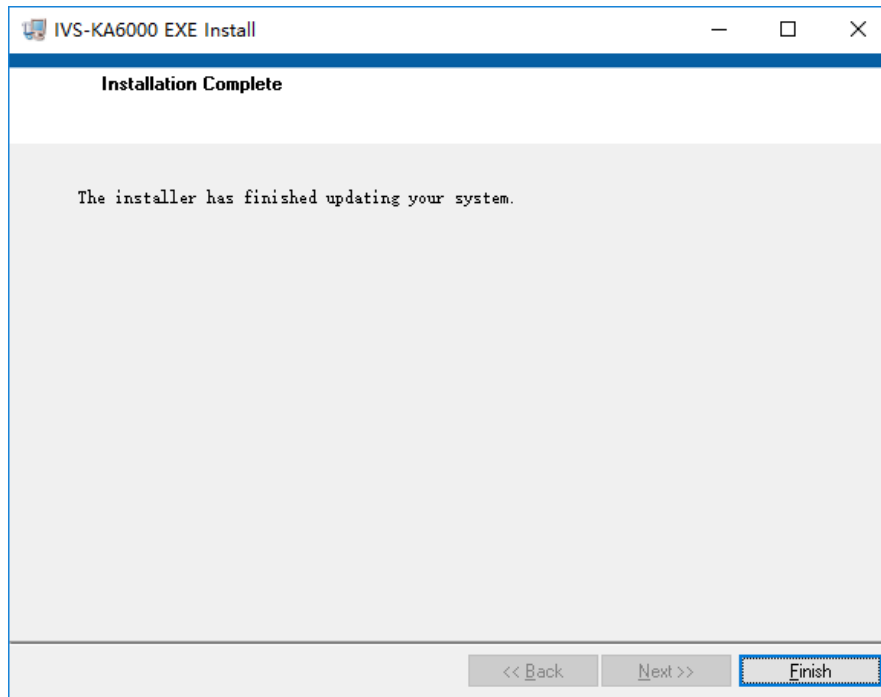 IVS-KA6000 EXE Install
Installation Complete
The installer has finished updating your system.
<< Back
Next >>
Finish